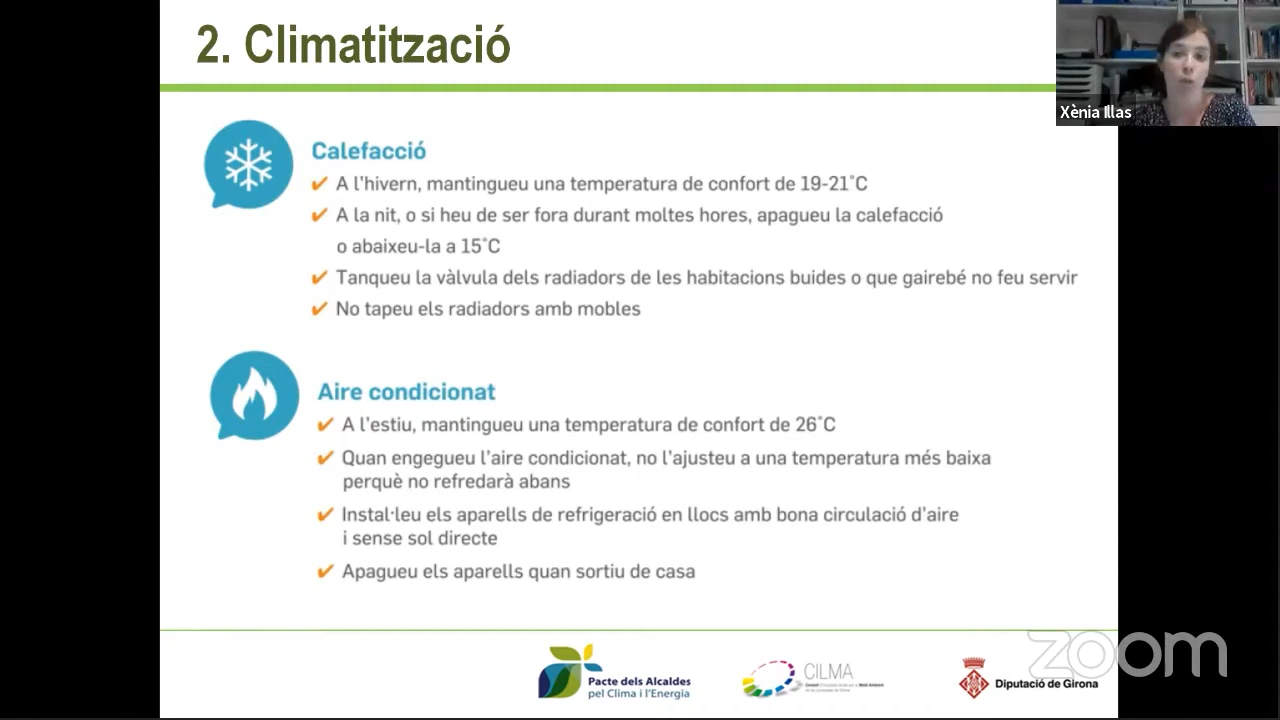 2. Climatització
Xènia Illas
Calefacció
✔ A l'hivern, mantingueu una temperatura de confort de 19-21˚C
✔ A la nit, o si heu de ser fora durant moltes hores, apagueu la calefacció
o abaixeu-la a 15˚C
✔ Tanqueu la vàlvula dels radiadors de les habitacions buides o que gairebé no feu servir
✔ No tapeu els radiadors amb mobles
Aire condicionat
✔ A l'estiu, mantingueu una temperatura de confort de 26˚C
✔ Quan engegueu l'aire condicionat, no l'ajusteu a una temperatura més baixa
perquè no refredarà abans
✔ Instal·leu els aparells de refrigeració en llocs amb bona circulació d'aire
i sense sol directe
✔ Apagueu els aparells quan sortiu de casa
zoom
Pacte dels Alcaldes
pel Clima i l'Energia
CILMA
Diputació de Girona